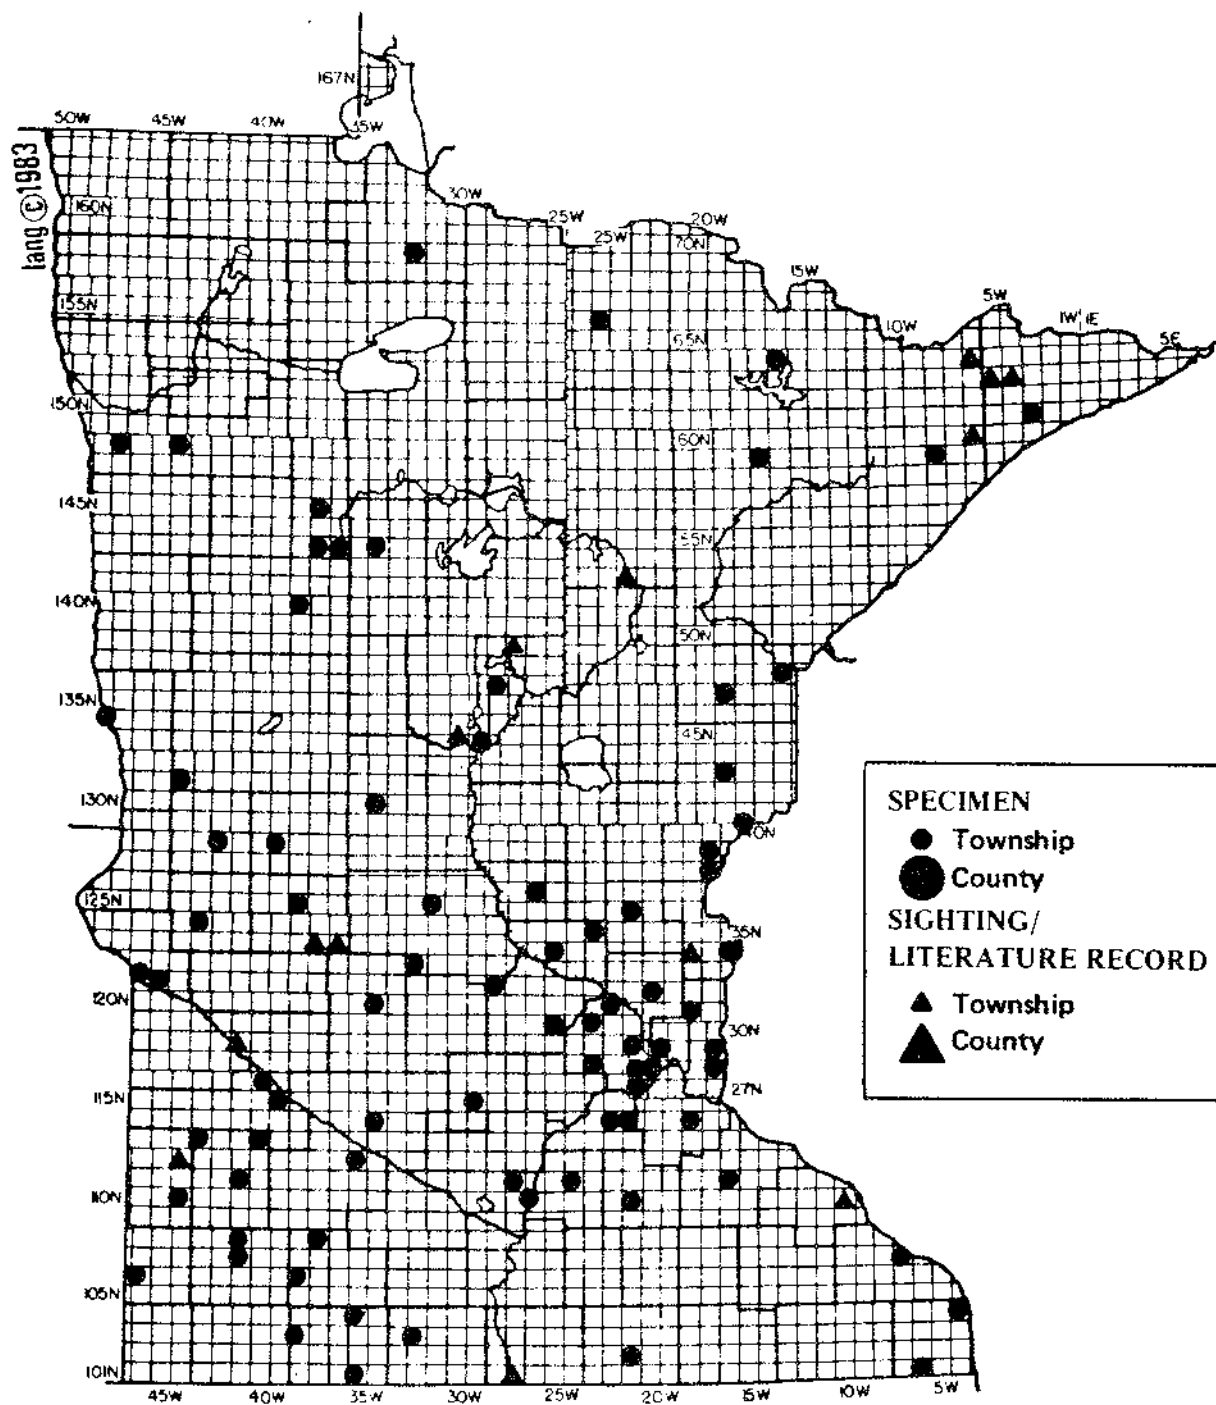 167N
50W 45W 40W 35W
lang © 1983
160N
30W
25W
20W
25W
70N
15W
155N
5W
1W 1E
10W
65N
5E
150N
60N
145N
55N
140N
50N
135N
45N
130N
40N
125N
35N
120N
30N
27N
115N
110N
105N
101N
45W 40W 35W 30W 25W 20W 15W 10W 5W
SPECIMEN
Township
County
SIGHTING/
LITERATURE RECORD
Township
County